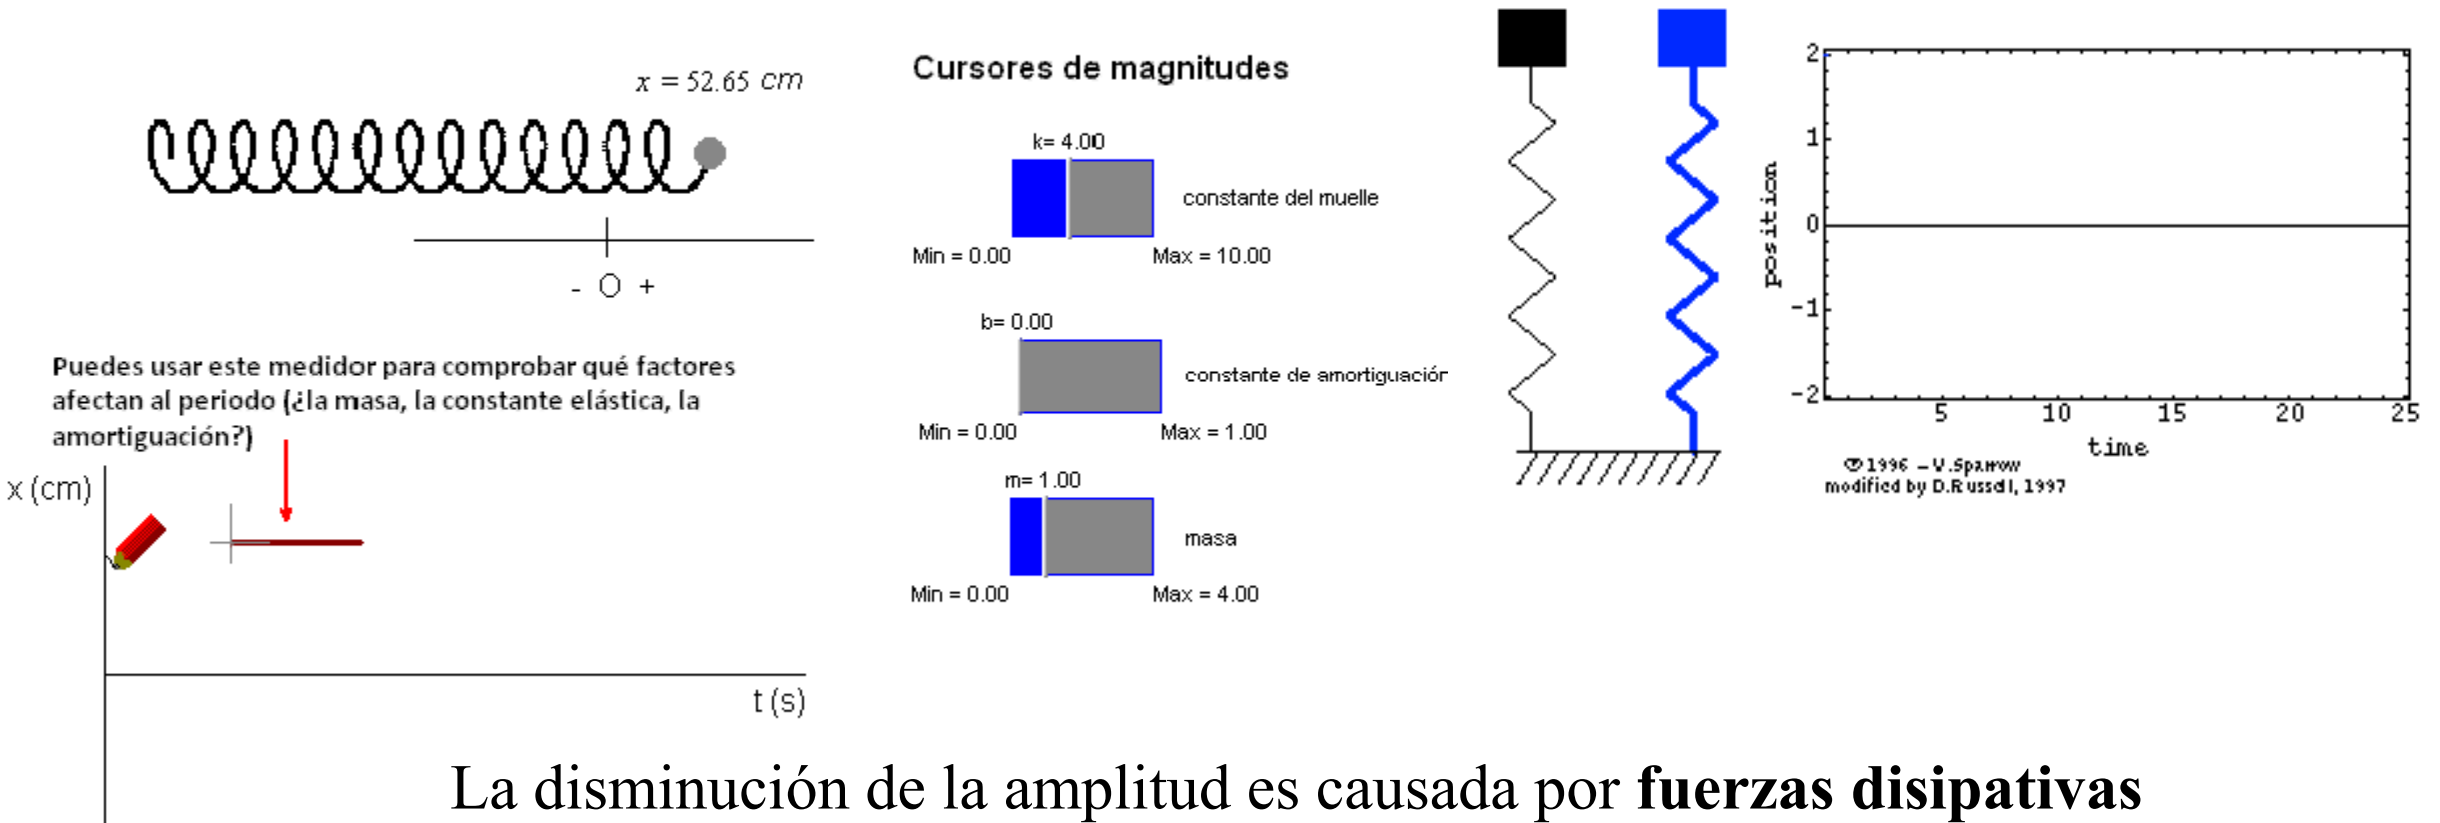 x = 52.65 cm
- O +
Puedes usar este medidor para comprobar qué factores
afectan al periodo (¿la masa, la constante elástica, la
amortiguación?)
x (cm)
t (s)
Cursores de magnitudes
k= 4.00
constante del muelle
Min = 0.00 Max = 10.00
b= 0.00
constante de amortiguación
Min = 0.00 Max = 1.00
m= 1.00
masa
Min = 0.00 Max = 4.00
2
1
0
-1
-2
position
5 10 15 20 25
time
© 1996 - V.Sparrow
modified by D.Russell, 1997
La disminución de la amplitud es causada por fuerzas disipativas